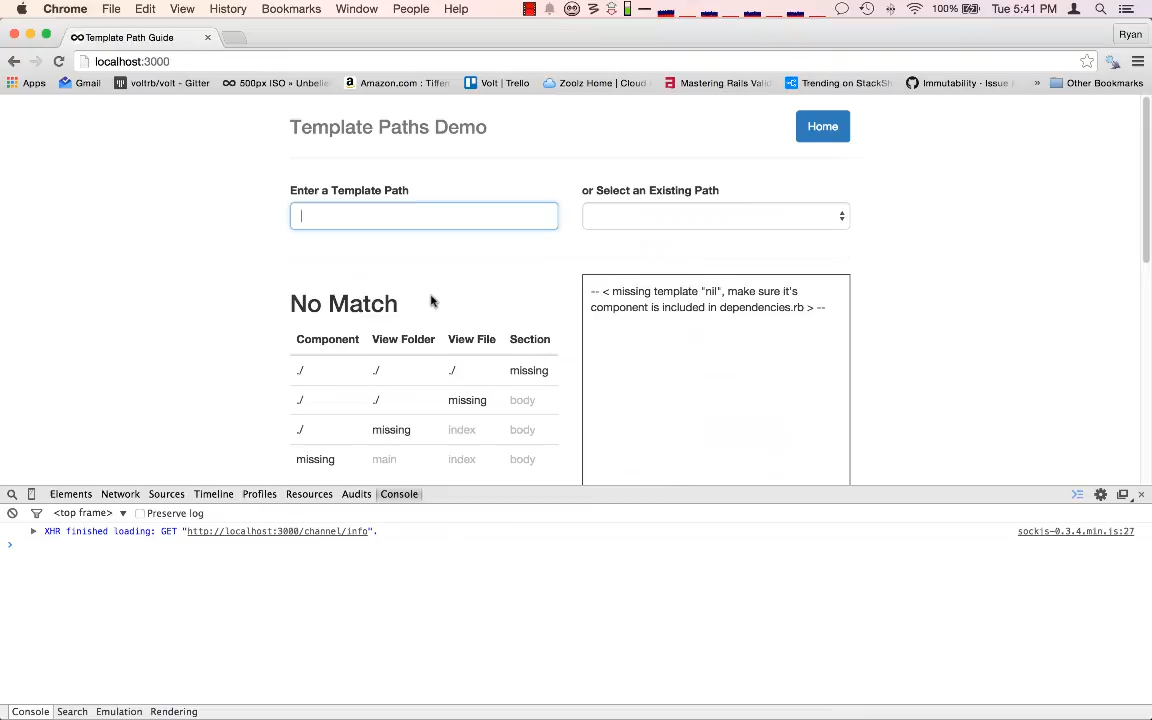 Chrome File Edit View History Bookmarks Window People Help 100% Tue 5:41 PM
Template Path Guide
Ryan
localhost:3000
Apps Gmail voltrb/volt - Gitter 500px ISO » Unbelie Amazon.com : Tiffen Volt | Trello Zoolz Home | Cloud Mastering Rails Valid Trending on StackSh Immutability · Issue » Other Bookmarks
Template Paths Demo
Home
Enter a Template Path
or Select an Existing Path
No Match
Component View Folder View File Section
./ ./ ./ missing
./ ./ missing body
./ missing index body
missing main index body
-- < missing template "nil", make sure it's
component is included in dependencies.rb > --
Elements Network Sources Timeline Profiles Resources Audits Console
<top frame> Preserve log
XHR finished loading: GET "http://localhost:3000/channel/info". sockjs-0.3.4.min.js:27
>
Console Search Emulation Rendering